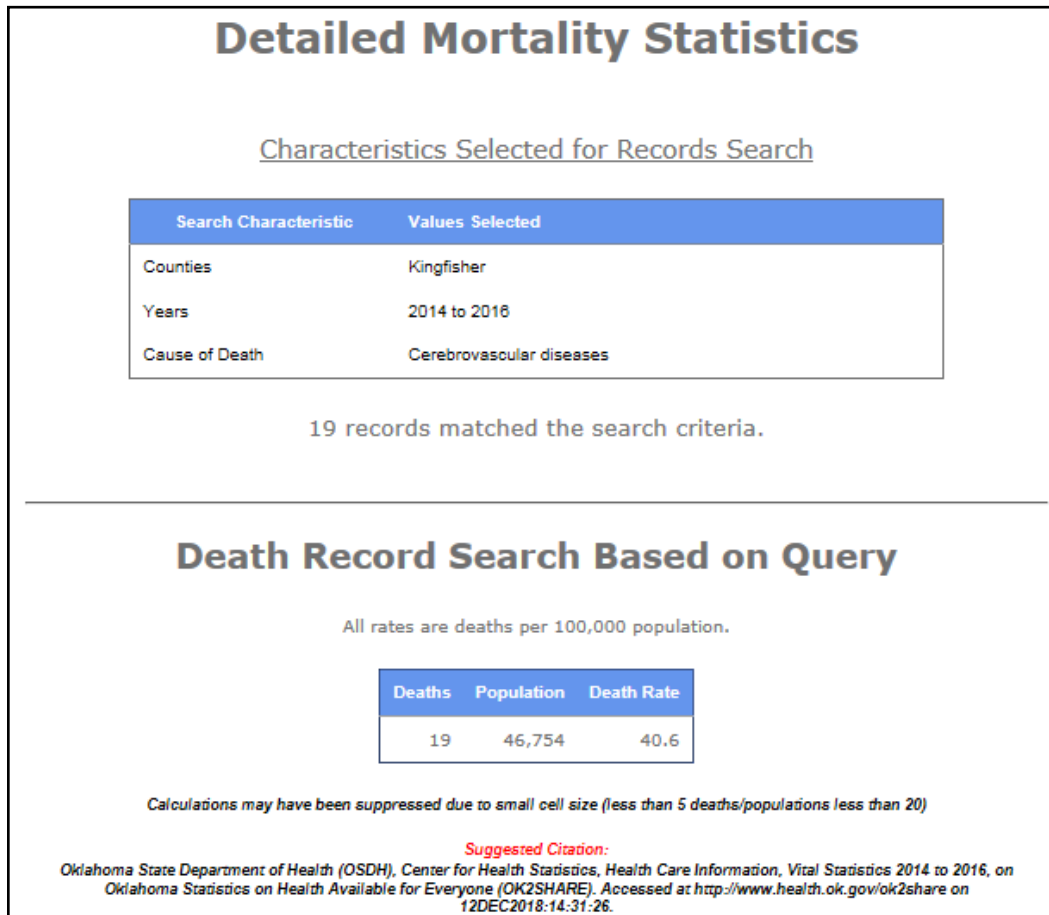 Detailed Mortality Statistics
Characteristics Selected for Records Search
Search Characteristic Values Selected
Counties Kingfisher
Years 2014 to 2016
Cause of Death Cerebrovascular diseases
19 records matched the search criteria.
Death Record Search Based on Query
All rates are deaths per 100,000 population.
Deaths Population Death Rate
19 46,754 40.6
Calculations may have been suppressed due to small cell size (less than 5 deaths/populations less than 20)
Suggested Citation:
Oklahoma State Department of Health (OSDH), Center for Health Statistics, Health Care Information, Vital Statistics 2014 to 2016, on
Oklahoma Statistics on Health Available for Everyone (OK2SHARE). Accessed at http://www.health.ok.gov/ok2share on
12DEC2018:14:31:26.